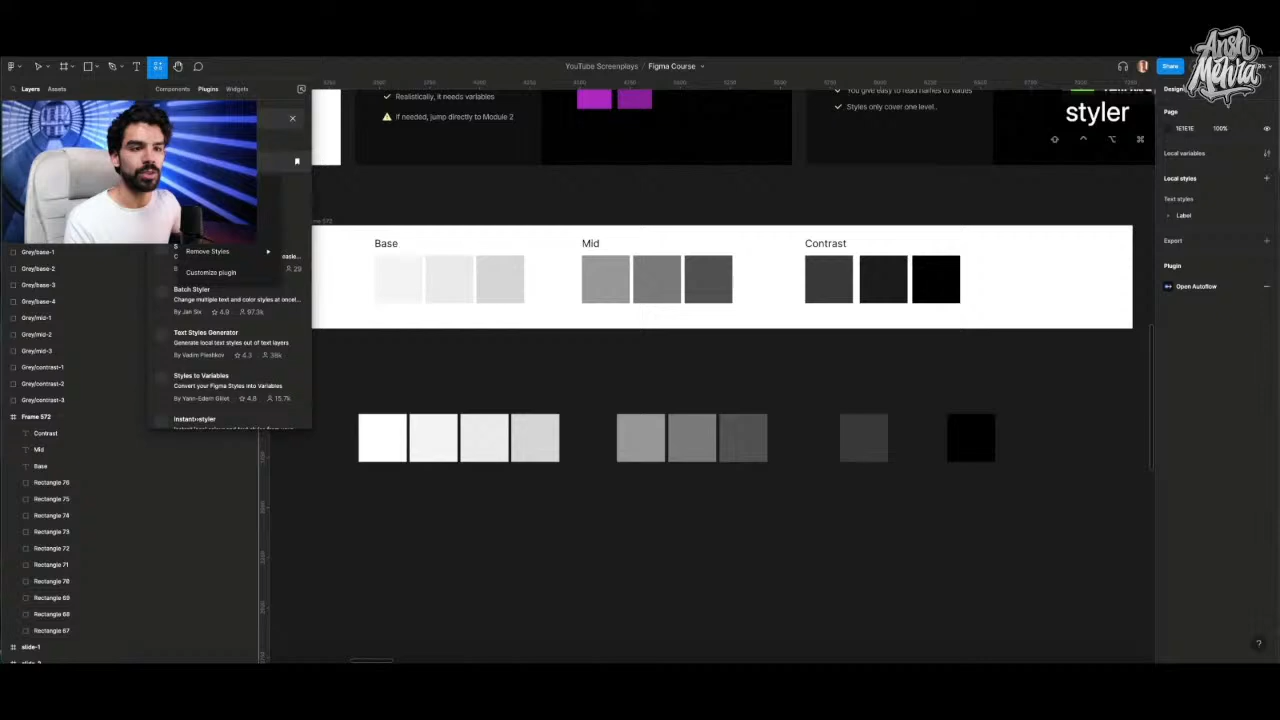 Ansh
Mehra
YouTube Screenplays / Figma Course
Share
Layers
Assets
Components
Plugins
Widgets
Design
Realistically, it needs variables
If needed, jump directly to Module 2
Styles only cover one level..
styler
Page
1E1E1E
100%
Local variables
Local styles
Text styles
Label
Export
Plugin
Open Autoflow
Base
Mid
Contrast
Remove Styles
easie...
29
Customize plugin
Batch Styler
Change multiple text and color styles at once!...
By Jan Six
4.9
97.3k
Text Styles Generator
Generate local text styles out of text layers
By Vadim Pleshkov
4.3
38k
Styles to Variables
Convert your Figma Styles into Variables
By Yann-Edern Gillet
4.8
15.7k
Instant-styler
Grey/base-1
Grey/base-2
Grey/base-3
Grey/base-4
Grey/mid-1
Grey/mid-2
Grey/mid-3
Grey/contrast-1
Grey/contrast-2
Grey/contrast-3
Frame 572
Contrast
Mid
Base
Rectangle 76
Rectangle 75
Rectangle 74
Rectangle 73
Rectangle 72
Rectangle 71
Rectangle 70
Rectangle 69
Rectangle 68
Rectangle 67
slide-1